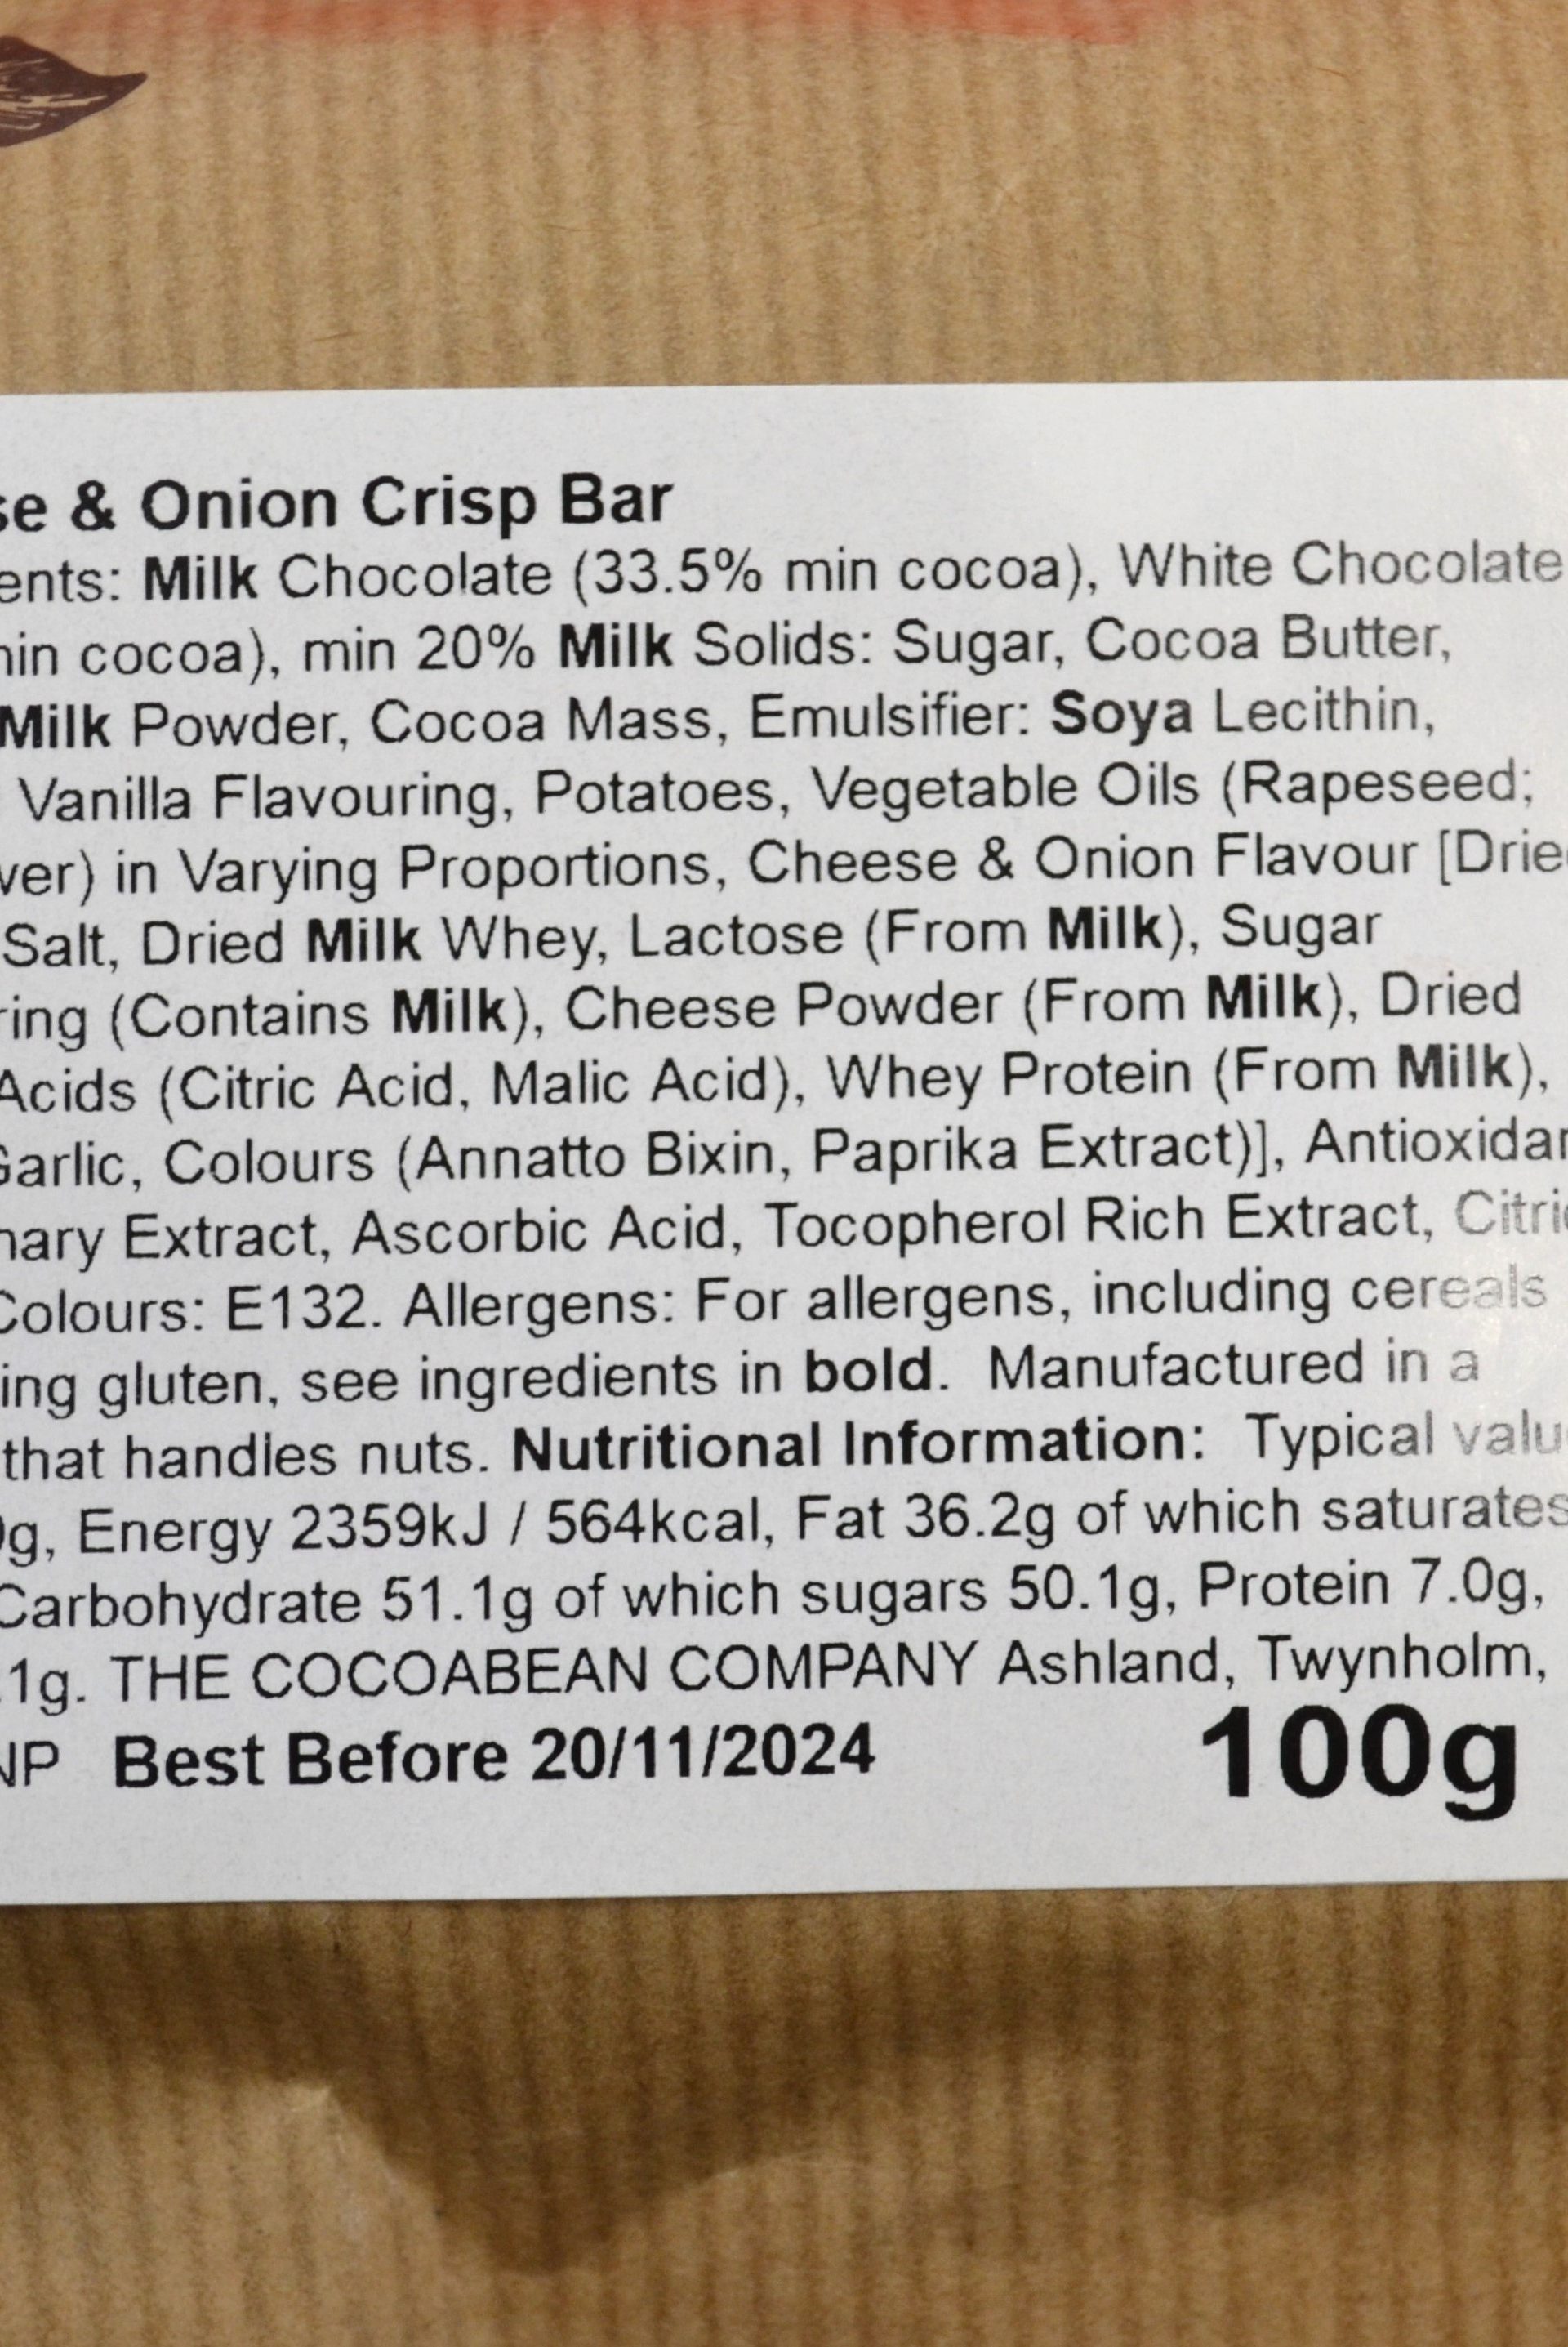 se & Onion Crisp Bar
ents: Milk Chocolate (33.5% min cocoa), White Chocolate
in cocoa), min 20% Milk Solids: Sugar, Cocoa Butter,
Milk Powder, Cocoa Mass, Emulsifier: Soya Lecithin,
Vanilla Flavouring, Potatoes, Vegetable Oils (Rapeseed;
wer) in Varying Proportions, Cheese & Onion Flavour [Drie
Salt, Dried Milk Whey, Lactose (From Milk), Sugar
ring (Contains Milk), Cheese Powder (From Milk), Dried
Acids (Citric Acid, Malic Acid), Whey Protein (From Milk),
Garlic, Colours (Annatto Bixin, Paprika Extract)], Antioxidan
nary Extract, Ascorbic Acid, Tocopherol Rich Extract, Citric
Colours: E132. Allergens: For allergens, including cereals
ing gluten, see ingredients in bold. Manufactured in a
that handles nuts. Nutritional Information: Typical valu
0g, Energy 2359kJ / 564kcal, Fat 36.2g of which saturates
Carbohydrate 51.1g of which sugars 50.1g, Protein 7.0g,
.1g. THE COCOABEAN COMPANY Ashland, Twynholm,
NP Best Before 20/11/2024 100g